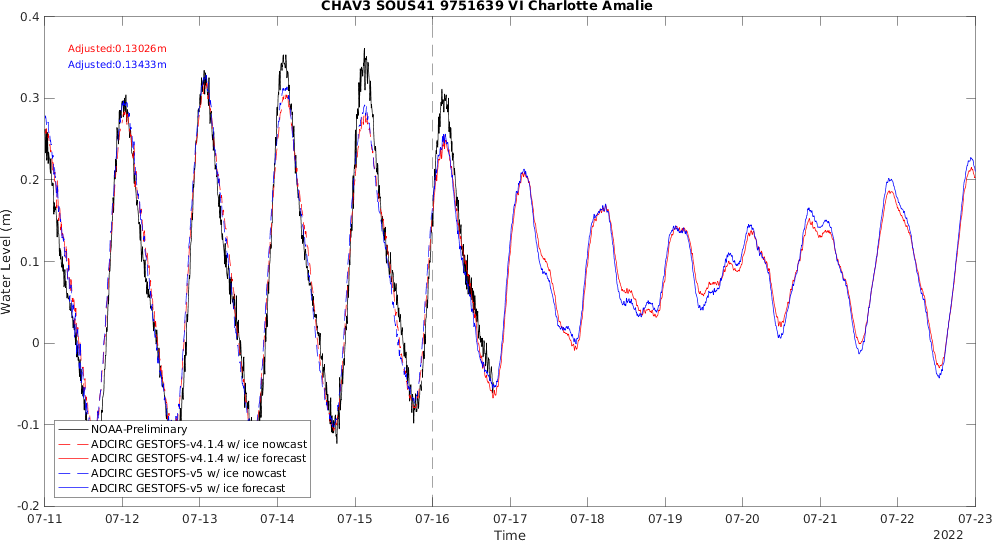 CHAV3 SOUS41 9751639 VI Charlotte Amalie
0.4
Adjusted:0.13026m
Adjusted:0.13433m
0.3
0.2
Water Level (m)
0.1
0
-0.1
NOAA-Preliminary
ADCIRC GESTOFS-v4.1.4 w/ ice nowcast
ADCIRC GESTOFS-v4.1.4 w/ ice forecast
ADCIRC GESTOFS-v5 w/ ice nowcast
ADCIRC GESTOFS-v5 w/ ice forecast
-0.2
07-11 07-12 07-13 07-14 07-15 07-16 07-17 07-18 07-19 07-20 07-21 07-22 07-23
Time
2022